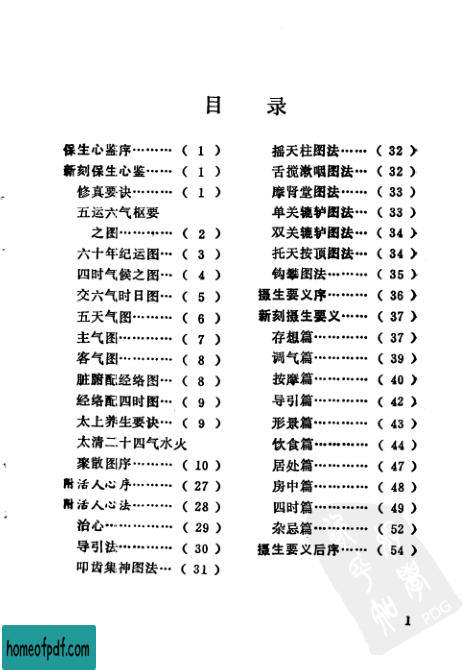 目 录
保生心鉴序………（1）
新刻保生心鉴……（1）
修真要诀…………（1）
五运六气枢要
之图…………（2）
六十年纪运图…（3）
四时气候之图…（4）
交六气时日图…（5）
五天气图………（6）
主气图…………（7）
客气图…………（8）
脏腑配经络图…（8）
经络配四时图…（9）
太上养生要诀…（9）
太清二十四气水火
聚散图序………（10）
附活人心序………（27）
附活人心法………（28）
治心……………（29）
导引法…………（30）
叩齿集神图法…（31）
摇天柱图法……（32）
舌搅漱咽图法…（32）
摩肾堂图法……（33）
单关辘轳图法…（33）
双关辘轳图法…（34）
托天按顶图法…（34）
钩攀图法………（35）
摄生要义序………（36）
新刻摄生要义……（37）
存想篇…………（37）
调气篇…………（39）
按摩篇…………（40）
导引篇…………（42）
形景篇…………（43）
饮食篇…………（44）
居处篇…………（47）
房中篇…………（48）
四时篇…………（49）
杂忌篇…………（52）
摄生要义后序……（54）
PDG
1
homeofpdf.com